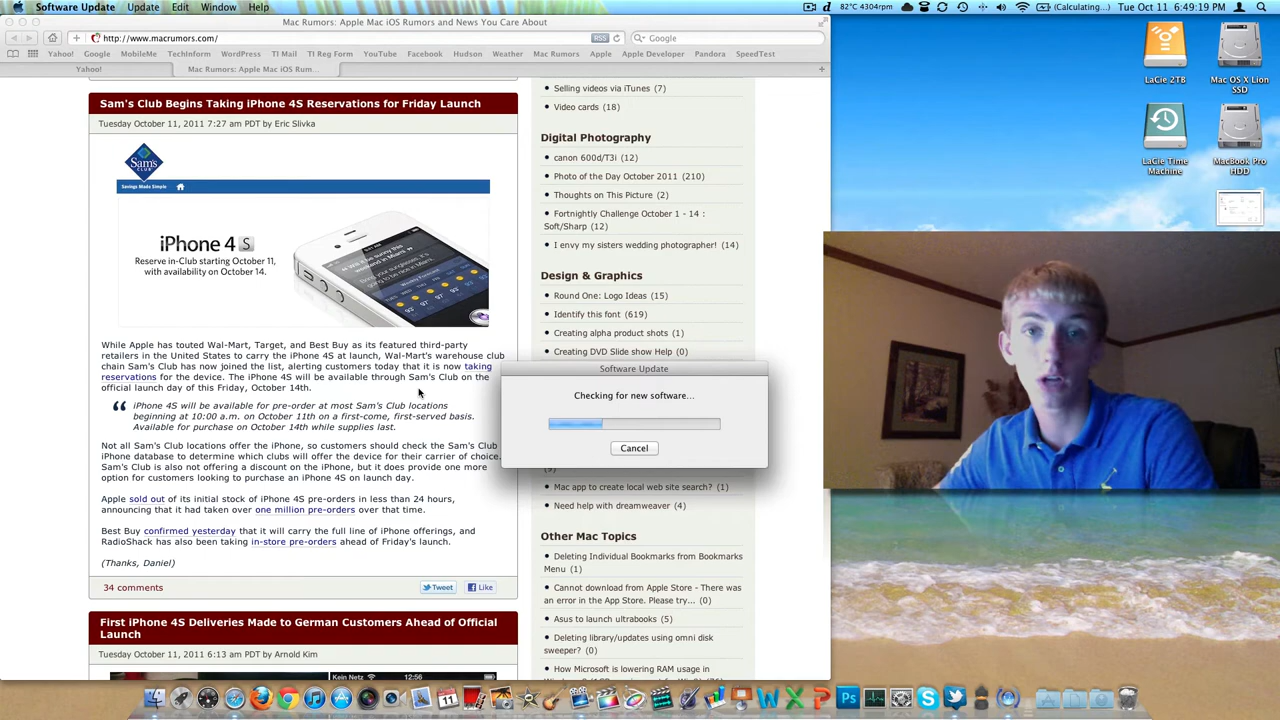 Software Update Update Edit Window Help
82°C 4304rpm (Calculating... Tue Oct 11 6:49:19 PM
Mac Rumors: Apple Mac iOS Rumors and News You Care About
http://www.macrumors.com/ RSS Google
Yahoo! Google MobileMe TechInform WordPress TI Mail TI Reg Form YouTube Facebook Hudson Weather Mac Rumors Apple Apple Developer Pandora SpeedTest
Yahoo! Mac Rumors: Apple Mac iOS Rum...
Sam's Club Begins Taking iPhone 4S Reservations for Friday Launch
Tuesday October 11, 2011 7:27 am PDT by Eric Slivka
Sam's
CLUB
Savings Made Simple
iPhone 4S
Reserve in-Club starting October 11,
with availability on October 14.
While Apple has touted Wal-Mart, Target, and Best Buy as its featured third-party
retailers in the United States to carry the iPhone 4S at launch, Wal-Mart's warehouse club
chain Sam's Club has now joined the list, alerting customers today that it is now taking
reservations for the device. The iPhone 4S will be available through Sam's Club on the
official launch day of this Friday, October 14th.
iPhone 4S will be available for pre-order at most Sam's Club locations
beginning at 10:00 a.m. on October 11th on a first-come, first-served basis.
Available for purchase on October 14th while supplies last.
Not all Sam's Club locations offer the iPhone, so customers should check the Sam's Club
iPhone database to determine which clubs will offer the device for their carrier of choice.
Sam's Club is also not offering a discount on the iPhone, but it does provide one more
option for customers looking to purchase an iPhone 4S on launch day.
Apple sold out of its initial stock of iPhone 4S pre-orders in less than 24 hours,
announcing that it had taken over one million pre-orders over that time.
Best Buy confirmed yesterday that it will carry the full line of iPhone offerings, and
RadioShack has also been taking in-store pre-orders ahead of Friday's launch.
(Thanks, Daniel)
34 comments Tweet Like
First iPhone 4S Deliveries Made to German Customers Ahead of Official
Launch
Tuesday October 11, 2011 6:13 am PDT by Arnold Kim
Kein Netz 12:56
Selling videos via iTunes (7)
Video cards (18)
Digital Photography
canon 600d/T3i (12)
Photo of the Day October 2011 (210)
Thoughts on This Picture (2)
Fortnightly Challenge October 1 - 14 :
Soft/Sharp (12)
I envy my sisters wedding photographer! (14)
Design & Graphics
Round One: Logo Ideas (15)
Identify this font (619)
Creating alpha product shots (1)
Creating DVD Slide show Help (0)
Software Update
Checking for new software...
Cancel
Mac app to create local web site search? (1)
Need help with dreamweaver (4)
Other Mac Topics
Deleting Individual Bookmarks from Bookmarks
Menu (1)
Cannot download from Apple Store - There was
an error in the App Store. Please try... (0)
Asus to launch ultrabooks (5)
Deleting library/updates using omni disk
sweeper? (0)
How Microsoft is lowering RAM usage in
LaCie 2TB
Mac OS X Lion
SSD
LaCie Time
Machine
MacBook Pro
HDD